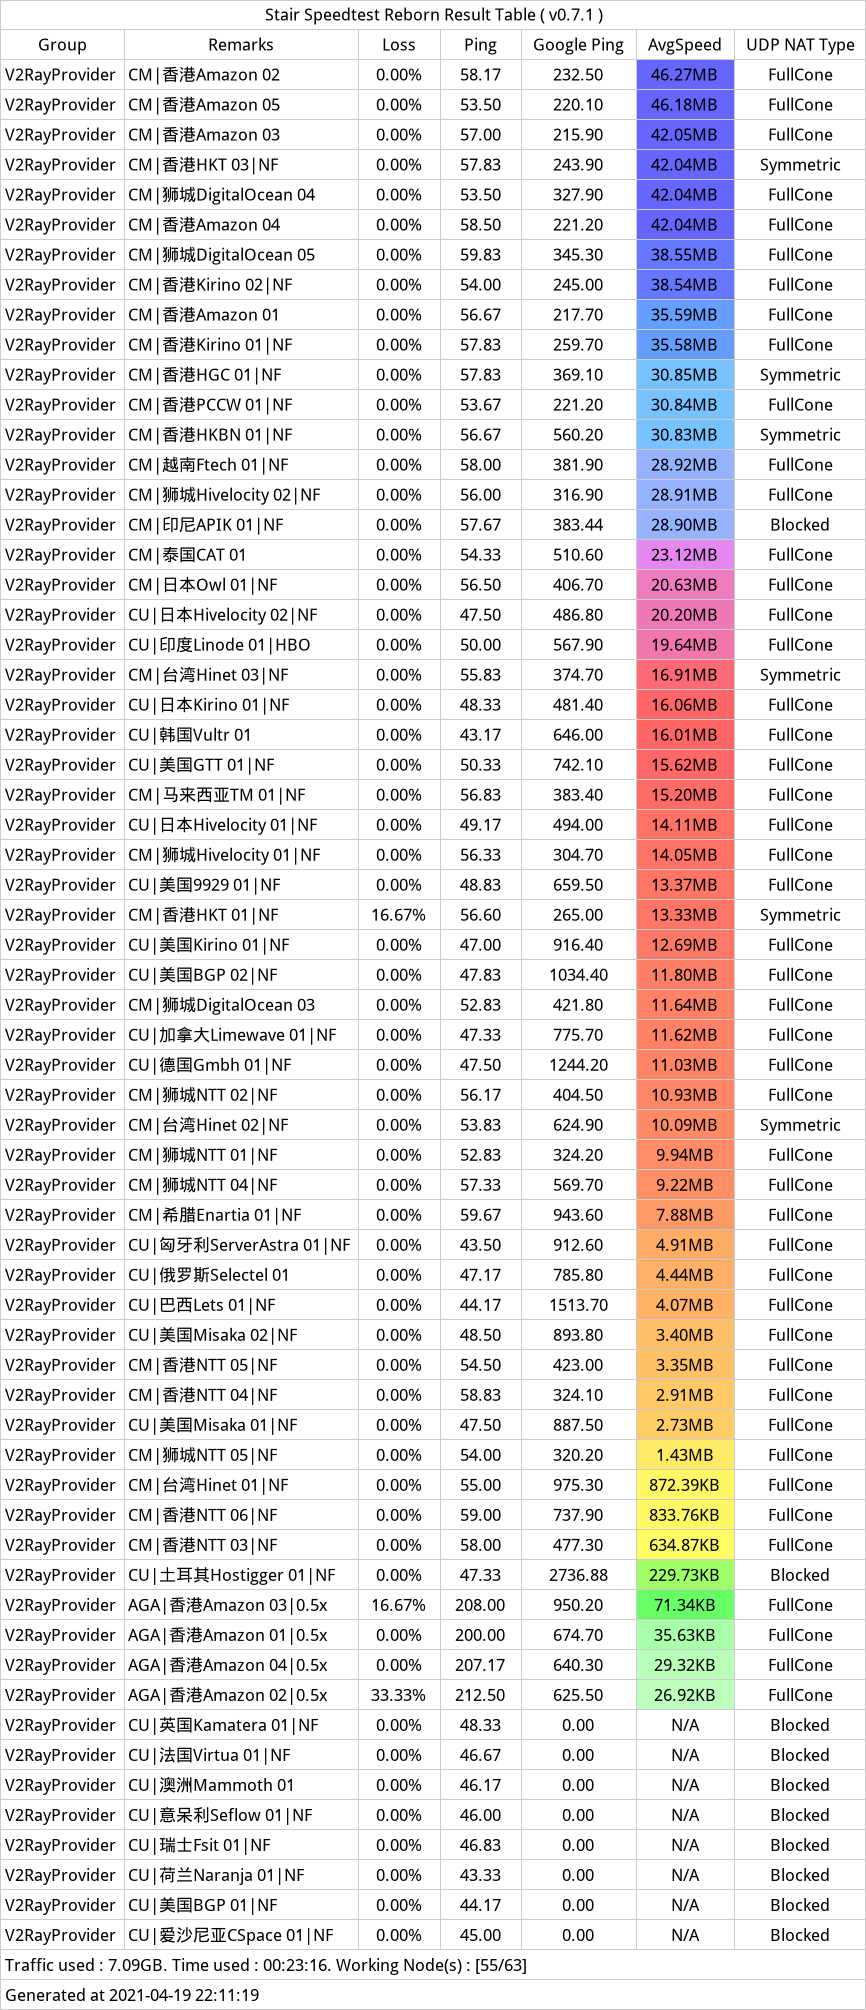 Stair Speedtest Reborn Result Table ( v0.7.1 )
Group Remarks Loss Ping Google Ping AvgSpeed UDP NAT Type
V2RayProvider CM|香港Amazon 02 0.00% 58.17 232.50 46.27MB FullCone
V2RayProvider CM|香港Amazon 05 0.00% 53.50 220.10 46.18MB FullCone
V2RayProvider CM|香港Amazon 03 0.00% 57.00 215.90 42.05MB FullCone
V2RayProvider CM|香港HKT 03|NF 0.00% 57.83 243.90 42.04MB Symmetric
V2RayProvider CM|狮城DigitalOcean 04 0.00% 53.50 327.90 42.04MB FullCone
V2RayProvider CM|香港Amazon 04 0.00% 58.50 221.20 42.04MB FullCone
V2RayProvider CM|狮城DigitalOcean 05 0.00% 59.83 345.30 38.55MB FullCone
V2RayProvider CM|香港Kirino 02|NF 0.00% 54.00 245.00 38.54MB FullCone
V2RayProvider CM|香港Amazon 01 0.00% 56.67 217.70 35.59MB FullCone
V2RayProvider CM|香港Kirino 01|NF 0.00% 57.83 259.70 35.58MB FullCone
V2RayProvider CM|香港HGC 01|NF 0.00% 57.83 369.10 30.85MB Symmetric
V2RayProvider CM|香港PCCW 01|NF 0.00% 53.67 221.20 30.84MB FullCone
V2RayProvider CM|香港HKBN 01|NF 0.00% 56.67 560.20 30.83MB Symmetric
V2RayProvider CM|越南Ftech 01|NF 0.00% 58.00 381.90 28.92MB FullCone
V2RayProvider CM|狮城Hivelocity 02|NF 0.00% 56.00 316.90 28.91MB FullCone
V2RayProvider CM|印尼APIK 01|NF 0.00% 57.67 383.44 28.90MB Blocked
V2RayProvider CM|泰国CAT 01 0.00% 54.33 510.60 23.12MB FullCone
V2RayProvider CM|日本Owl 01|NF 0.00% 56.50 406.70 20.63MB FullCone
V2RayProvider CU|日本Hivelocity 02|NF 0.00% 47.50 486.80 20.20MB FullCone
V2RayProvider CU|印度Linode 01|HBO 0.00% 50.00 567.90 19.64MB FullCone
V2RayProvider CM|台湾Hinet 03|NF 0.00% 55.83 374.70 16.91MB Symmetric
V2RayProvider CU|日本Kirino 01|NF 0.00% 48.33 481.40 16.06MB FullCone
V2RayProvider CU|韩国Vultr 01 0.00% 43.17 646.00 16.01MB FullCone
V2RayProvider CU|美国GTT 01|NF 0.00% 50.33 742.10 15.62MB FullCone
V2RayProvider CM|马来西亚TM 01|NF 0.00% 56.83 383.40 15.20MB FullCone
V2RayProvider CU|日本Hivelocity 01|NF 0.00% 49.17 494.00 14.11MB FullCone
V2RayProvider CM|狮城Hivelocity 01|NF 0.00% 56.33 304.70 14.05MB FullCone
V2RayProvider CU|美国9929 01|NF 0.00% 48.83 659.50 13.37MB FullCone
V2RayProvider CM|香港HKT 01|NF 16.67% 56.60 265.00 13.33MB Symmetric
V2RayProvider CU|美国Kirino 01|NF 0.00% 47.00 916.40 12.69MB FullCone
V2RayProvider CU|美国BGP 02|NF 0.00% 47.83 1034.40 11.80MB FullCone
V2RayProvider CM|狮城DigitalOcean 03 0.00% 52.83 421.80 11.64MB FullCone
V2RayProvider CU|加拿大Limewave 01|NF 0.00% 47.33 775.70 11.62MB FullCone
V2RayProvider CU|德国Gmbh 01|NF 0.00% 47.50 1244.20 11.03MB FullCone
V2RayProvider CM|狮城NTT 02|NF 0.00% 56.17 404.50 10.93MB FullCone
V2RayProvider CM|台湾Hinet 02|NF 0.00% 53.83 624.90 10.09MB Symmetric
V2RayProvider CM|狮城NTT 01|NF 0.00% 52.83 324.20 9.94MB FullCone
V2RayProvider CM|狮城NTT 04|NF 0.00% 57.33 569.70 9.22MB FullCone
V2RayProvider CM|希腊Enartia 01|NF 0.00% 59.67 943.60 7.88MB FullCone
V2RayProvider CU|匈牙利ServerAstra 01|NF 0.00% 43.50 912.60 4.91MB FullCone
V2RayProvider CU|俄罗斯Selectel 01 0.00% 47.17 785.80 4.44MB FullCone
V2RayProvider CU|巴西Lets 01|NF 0.00% 44.17 1513.70 4.07MB FullCone
V2RayProvider CU|美国Misaka 02|NF 0.00% 48.50 893.80 3.40MB FullCone
V2RayProvider CM|香港NTT 05|NF 0.00% 54.50 423.00 3.35MB FullCone
V2RayProvider CM|香港NTT 04|NF 0.00% 58.83 324.10 2.91MB FullCone
V2RayProvider CU|美国Misaka 01|NF 0.00% 47.50 887.50 2.73MB FullCone
V2RayProvider CM|狮城NTT 05|NF 0.00% 54.00 320.20 1.43MB FullCone
V2RayProvider CM|台湾Hinet 01|NF 0.00% 55.00 975.30 872.39KB FullCone
V2RayProvider CM|香港NTT 06|NF 0.00% 59.00 737.90 833.76KB FullCone
V2RayProvider CM|香港NTT 03|NF 0.00% 58.00 477.30 634.87KB FullCone
V2RayProvider CU|土耳其Hostigger 01|NF 0.00% 47.33 2736.88 229.73KB Blocked
V2RayProvider AGA|香港Amazon 03|0.5x 16.67% 208.00 950.20 71.34KB FullCone
V2RayProvider AGA|香港Amazon 01|0.5x 0.00% 200.00 674.70 35.63KB FullCone
V2RayProvider AGA|香港Amazon 04|0.5x 0.00% 207.17 640.30 29.32KB FullCone
V2RayProvider AGA|香港Amazon 02|0.5x 33.33% 212.50 625.50 26.92KB FullCone
V2RayProvider CU|英国Kamatera 01|NF 0.00% 48.33 0.00 N/A Blocked
V2RayProvider CU|法国Virtua 01|NF 0.00% 46.67 0.00 N/A Blocked
V2RayProvider CU|澳洲Mammoth 01 0.00% 46.17 0.00 N/A Blocked
V2RayProvider CU|意呆利Seflow 01|NF 0.00% 46.00 0.00 N/A Blocked
V2RayProvider CU|瑞士Fsit 01|NF 0.00% 46.83 0.00 N/A Blocked
V2RayProvider CU|荷兰Naranja 01|NF 0.00% 43.33 0.00 N/A Blocked
V2RayProvider CU|美国BGP 01|NF 0.00% 44.17 0.00 N/A Blocked
V2RayProvider CU|爱沙尼亚CSpace 01|NF 0.00% 45.00 0.00 N/A Blocked
Traffic used : 7.09GB. Time used : 00:23:16. Working Node(s) : [55/63]
Generated at 2021-04-19 22:11:19